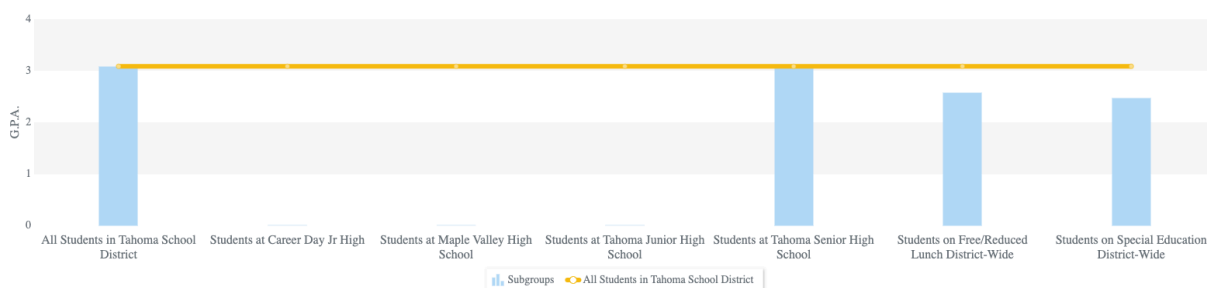 4
3
G.P.A.
2
1
0
All Students in Tahoma School
District
Students at Career Day Jr High
Students at Maple Valley High
School
Students at Tahoma Junior High
School
Students at Tahoma Senior High
School
Students on Free/Reduced
Lunch District-Wide
Students on Special Education
District-Wide
Subgroups
All Students in Tahoma School District